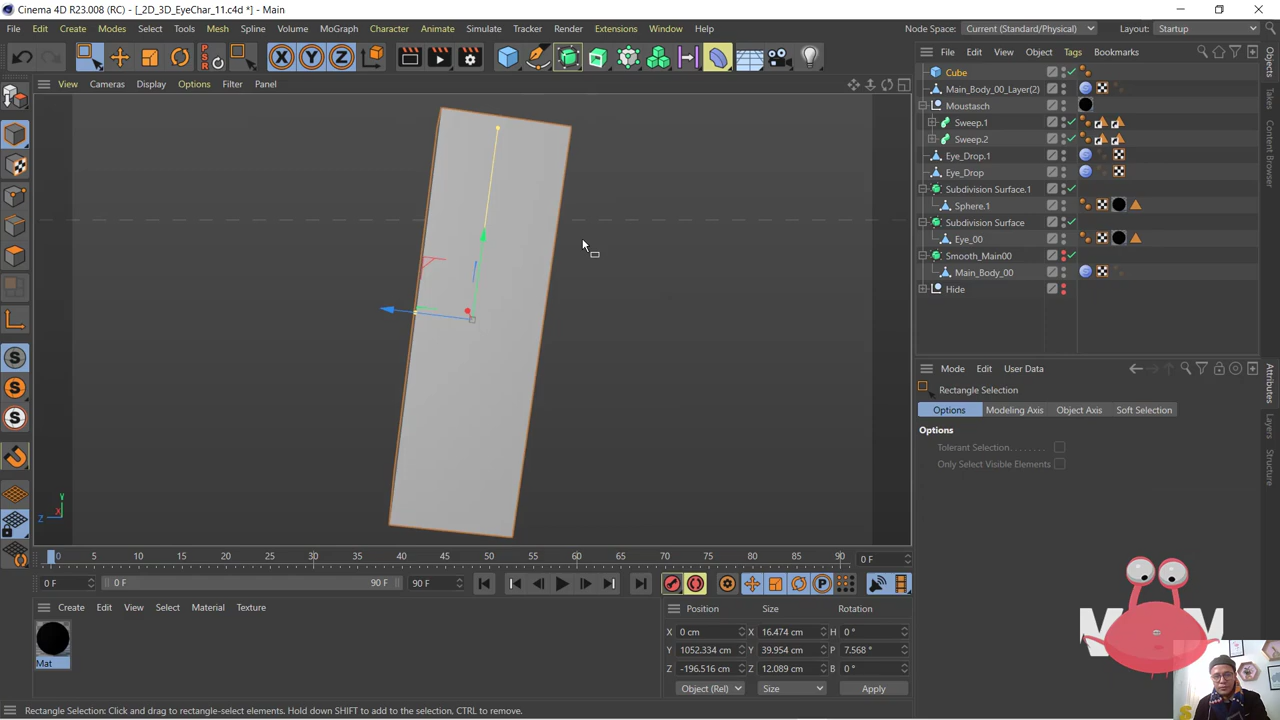 Cinema 4D R23.008 (RC) - [_2D_3D_EyeChar_11.c4d *] - Main
File Edit Create Modes Select Tools Mesh Spline Volume MoGraph Character Animate Simulate Tracker Render Extensions Window Help
Node Space: Current (Standard/Physical) Layout: Startup
X Y Z
P S R
File Edit View Object Tags Bookmarks
View Cameras Display Options Filter Panel
Cube
Main_Body_00_Layer(2)
Moustasch
Sweep.1
Sweep.2
Eye_Drop.1
Eye_Drop
Subdivision Surface.1
Sphere.1
Subdivision Surface
Eye_00
Smooth_Main00
Main_Body_00
Hide
Objects
Takes
Content Browser
Mode Edit User Data
Rectangle Selection
Options Modeling Axis Object Axis Soft Selection
Options
Tolerant Selection. . . . . . . .
Only Select Visible Elements
Attributes
Layers
Structure
Y
Z X
0 5 10 15 20 25 30 35 40 45 50 55 60 65 70 75 80 85 90 0 F
0 F 0 F 90 F 90 F
Create Edit View Select Material Texture
Mat
Position Size Rotation
X 0 cm X 16.474 cm H 0 °
Y 1052.334 cm Y 39.954 cm P 7.568 °
Z -196.516 cm Z 12.089 cm B 0 °
Object (Rel) Size Apply
Rectangle Selection: Click and drag to rectangle-select elements. Hold down SHIFT to add to the selection, CTRL to remove.